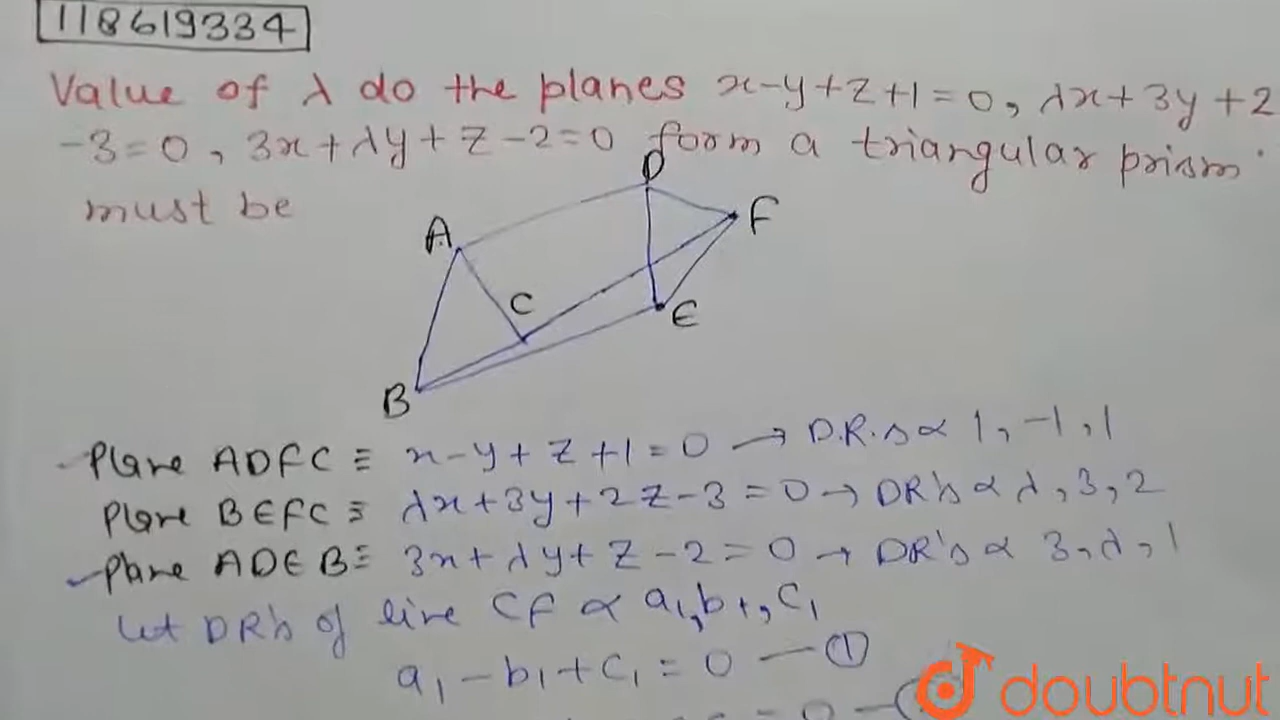 118619334
Value of λ do the planes x-y+z+1=0, λx+3y+2
-3=0, 3x+λy+z-2=0 form a triangular prism
must be
D
A
F
C
E
B
Plane ADFC ≡ x-y+z+1=0 → D.R.s ∝ 1,-1,1
Plane BEFC ≡ λx+3y+2z-3=0 → DR's ∝ λ,3,2
Plane ADEB ≡ 3x+λy+z-2=0 → DR's ∝ 3,λ,1
Let DR's of line CF ∝ a₁,b₁,c₁
a₁-b₁+c₁=0 — ①
doubtnut